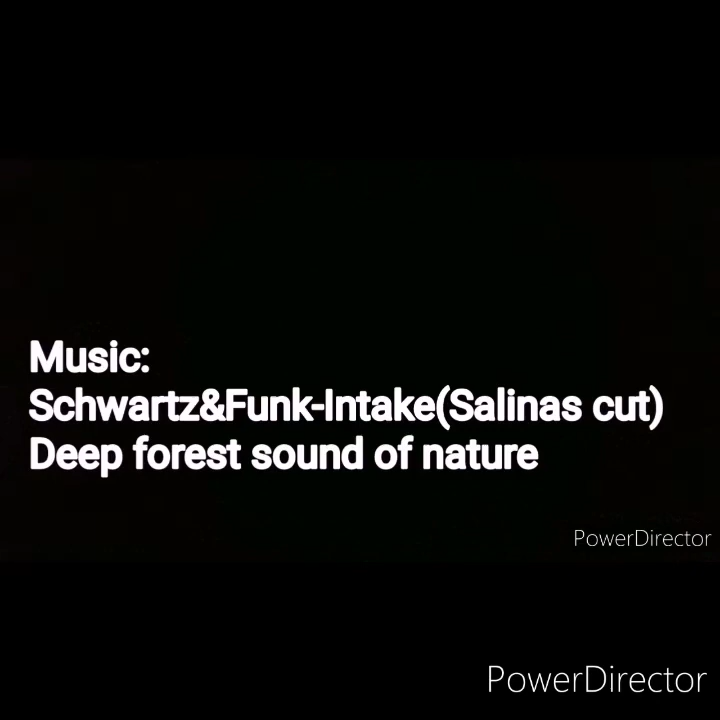 Music:
Schwartz&Funk-Intake(Salinas cut)
Deep forest sound of nature
PowerDirector
PowerDirector